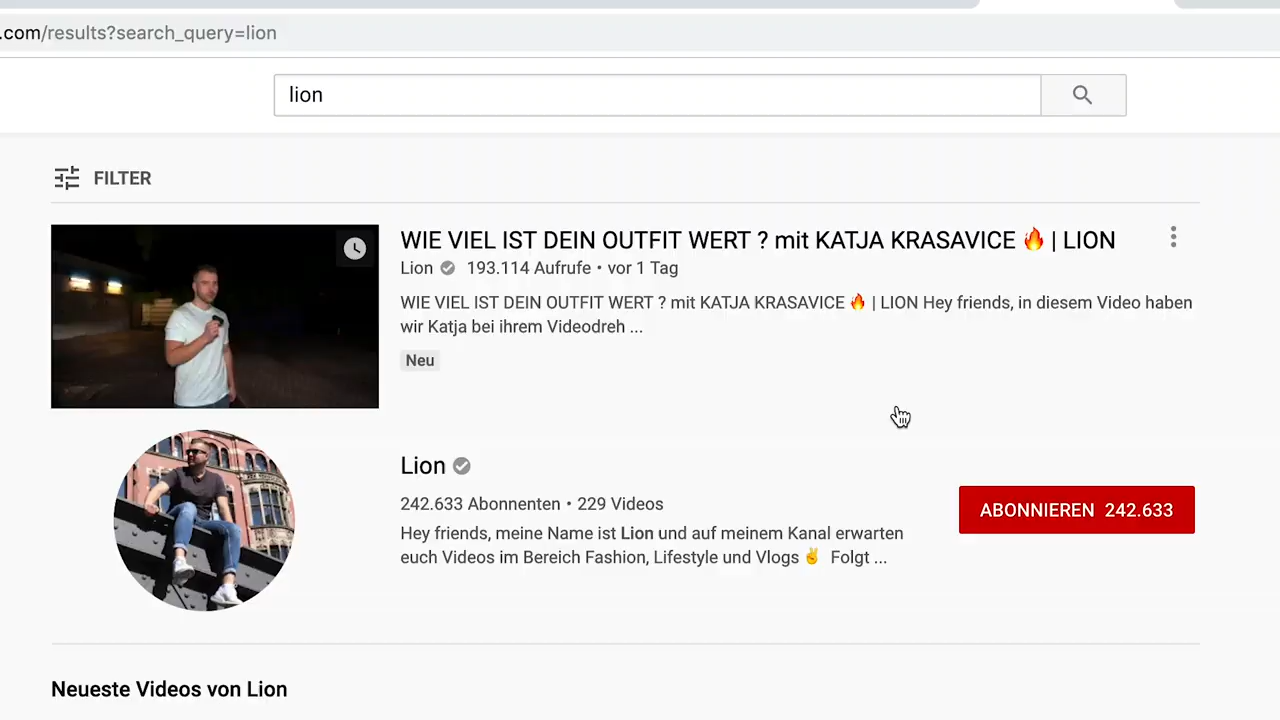 .com/results?search_query=lion
lion
FILTER
WIE VIEL IST DEIN OUTFIT WERT ? mit KATJA KRASAVICE 🔥 | LION
Lion 193.114 Aufrufe • vor 1 Tag
WIE VIEL IST DEIN OUTFIT WERT ? mit KATJA KRASAVICE 🔥 | LION Hey friends, in diesem Video haben
wir Katja bei ihrem Videodreh ...
Neu
Lion
242.633 Abonnenten • 229 Videos
Hey friends, meine Name ist Lion und auf meinem Kanal erwarten
euch Videos im Bereich Fashion, Lifestyle und Vlogs ✌ Folgt ...
ABONNIEREN 242.633
Neueste Videos von Lion